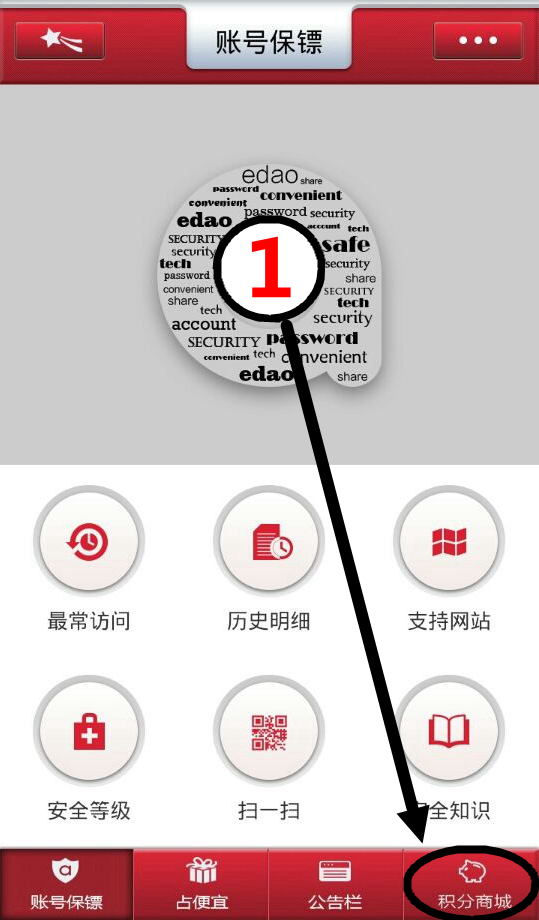 账号保镖
edao share
password convenient
convenient password security
edao account tech
SECURITY safe
security security
tech share
password SECURITY
convenient tech
share security
tech
account password
SECURITY
convenient tech convenient
edao share
1
最常访问 历史明细 支持网站
安全等级 扫一扫 全知识
账号保镖 占便宜 公告栏 积分商城